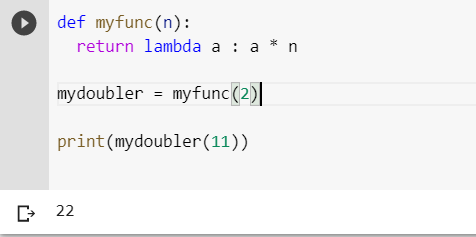 def myfunc(n):
  return lambda a : a * n
mydoubler = myfunc(2)
print(mydoubler(11))
22